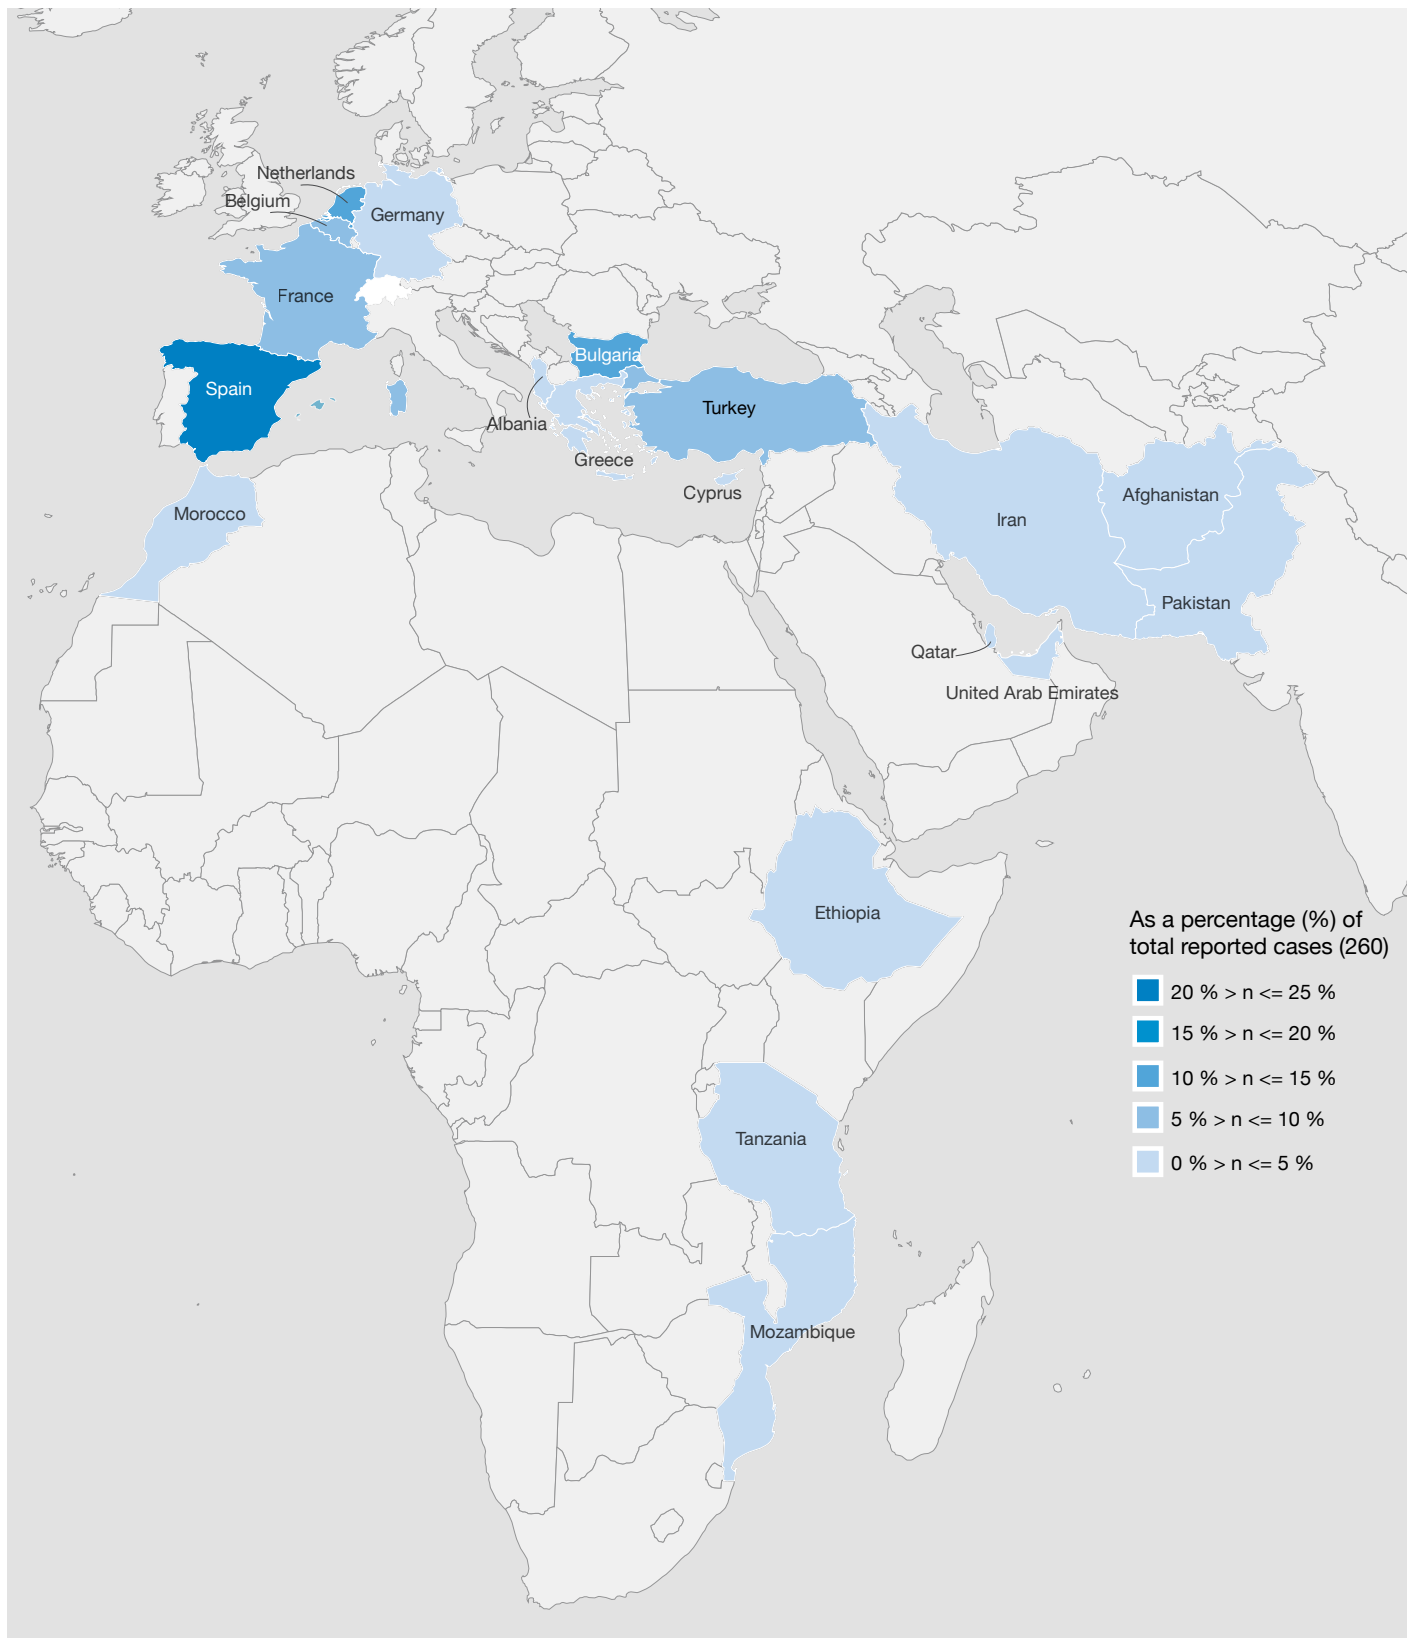 Netherlands
Belgium
Germany
France
Bulgaria
Spain
Turkey
Albania
Greece
Cyprus
Afghanistan
Morocco
Iran
Pakistan
Qatar
United Arab Emirates
Ethiopia
As a percentage (%) of
total reported cases (260)
20 % > n <= 25 %
15 % > n <= 20 %
10 % > n <= 15 %
5 % > n <= 10 %
0 % > n <= 5 %
Tanzania
Mozambique